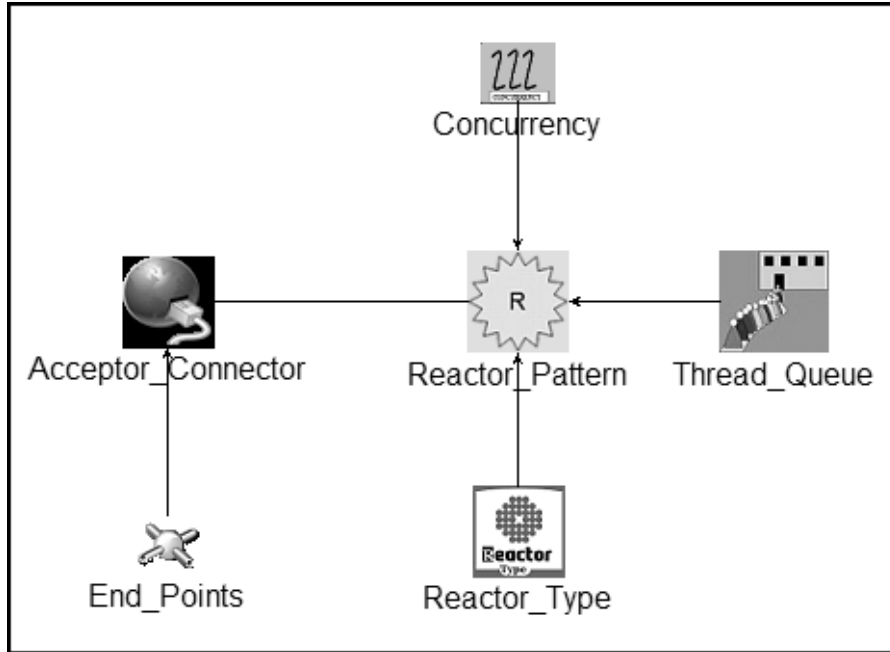 Concurrency
R
Acceptor_Connector
Reactor_Pattern
Thread_Queue
Reactor
Type
End_Points
Reactor_Type